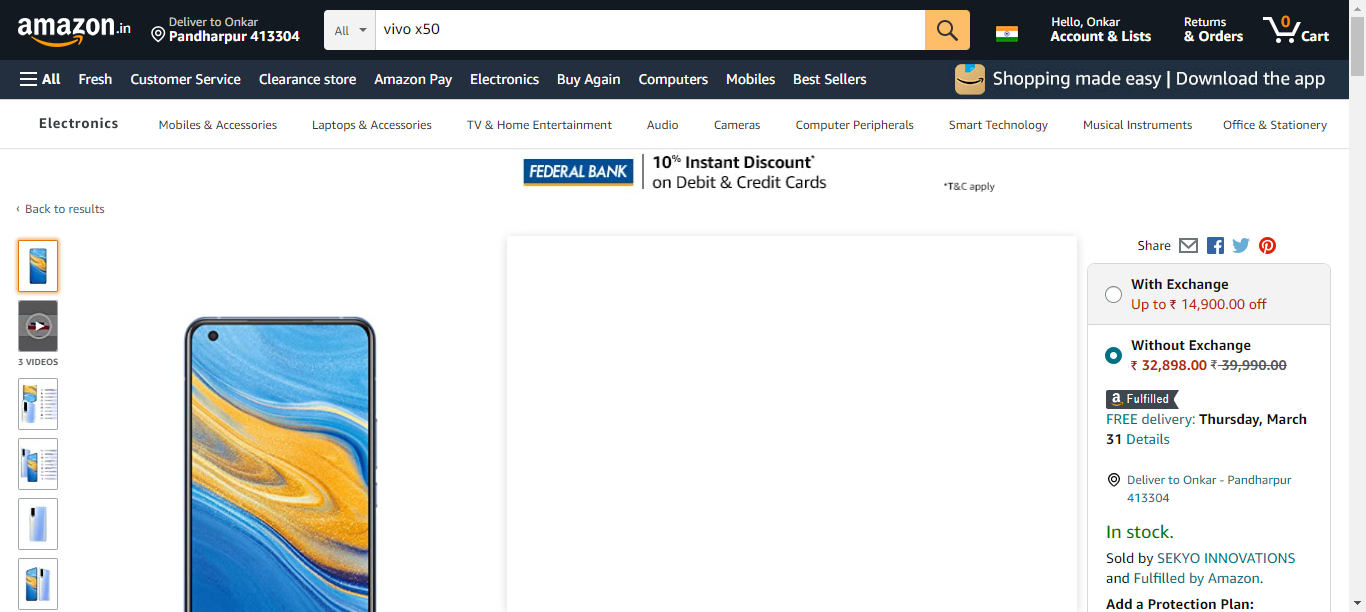 amazon.in
Deliver to Onkar
Pandharpur 413304
All
vivo x50
Hello, Onkar
Account & Lists
Returns
& Orders
0
Cart
All
Fresh
Customer Service
Clearance store
Amazon Pay
Electronics
Buy Again
Computers
Mobiles
Best Sellers
Shopping made easy | Download the app
Electronics
Mobiles & Accessories
Laptops & Accessories
TV & Home Entertainment
Audio
Cameras
Computer Peripherals
Smart Technology
Musical Instruments
Office & Stationery
FEDERAL BANK
10% Instant Discount*
on Debit & Credit Cards
*T&C apply
‹ Back to results
3 VIDEOS
Share
With Exchange
Up to ₹ 14,900.00 off
Without Exchange
₹ 32,898.00 ₹ 39,990.00
a Fulfilled
FREE delivery: Thursday, March
31 Details
Deliver to Onkar - Pandharpur
413304
In stock.
Sold by SEKYO INNOVATIONS
and Fulfilled by Amazon.
Add a Protection Plan: